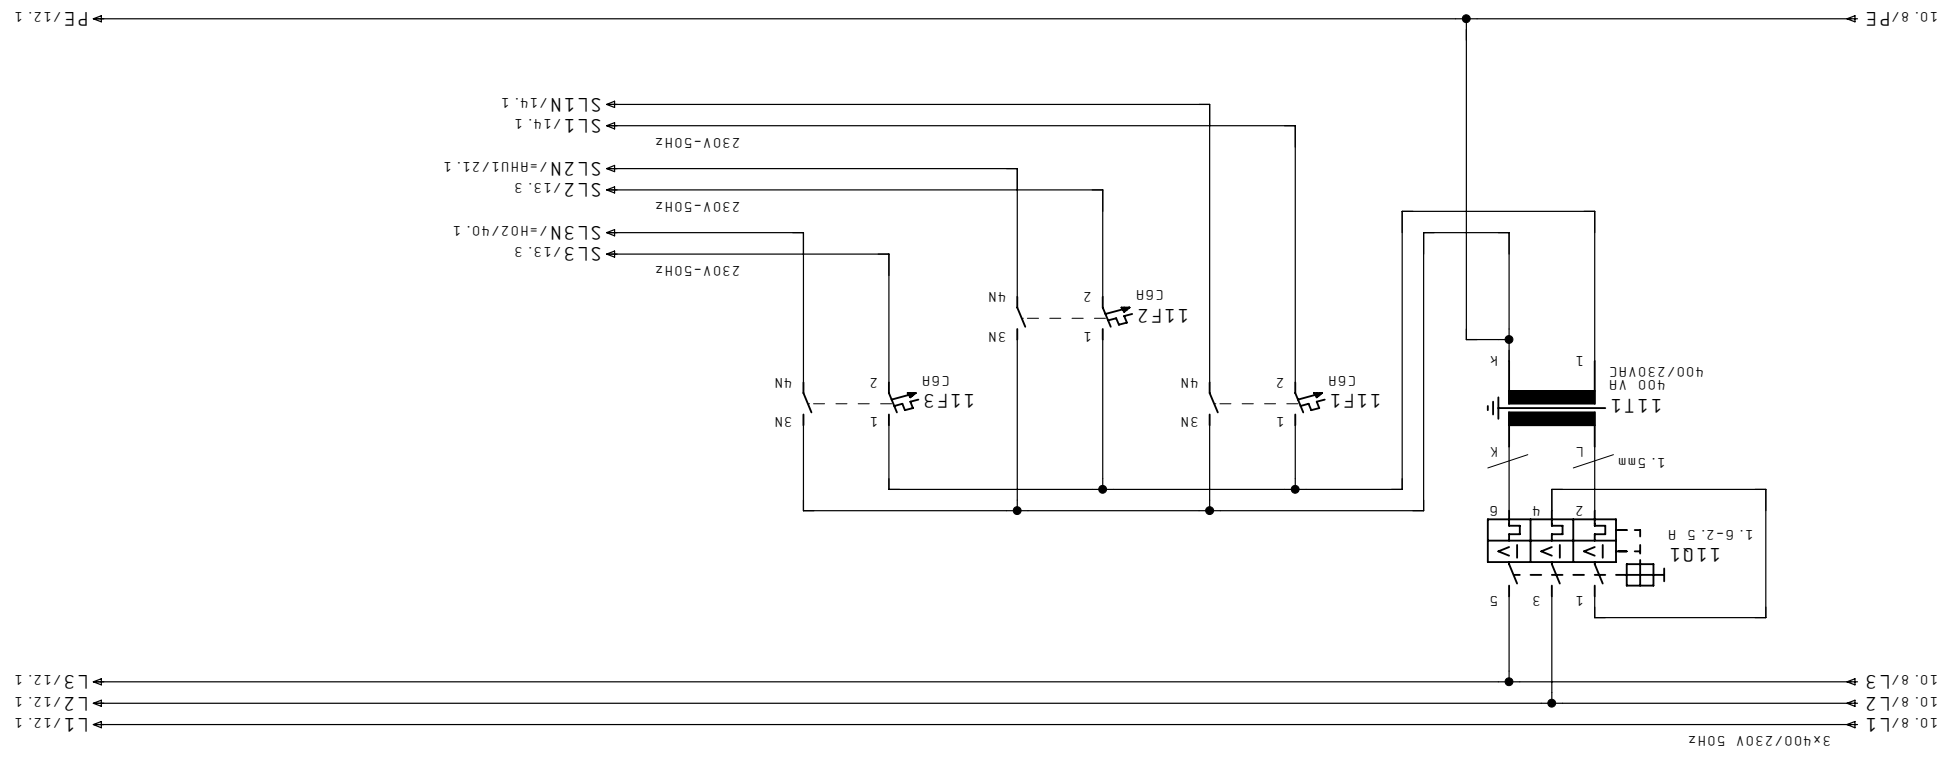 3x400/230V 50Hz
10.8/L1
L1/12.1
10.8/L2
L2/12.1
10.8/L3
L3/12.1
1 3 5
11Q1
1.6-2.5 A
2 4 6
1.5mm
L K
11T1
400 VA
400/230VAC
l k
1 3N
11F1
C6A
2 4N
1 3N
11F2
C6A
2 4N
1 3N
11F3
C6A
2 4N
230V-50Hz
SL3/13.3
SL3N/=HO2/40.1
230V-50Hz
SL2/13.3
SL2N/=AHU1/21.1
230V-50Hz
SL1/14.1
SL1N/14.1
10.8/PE
PE/12.1